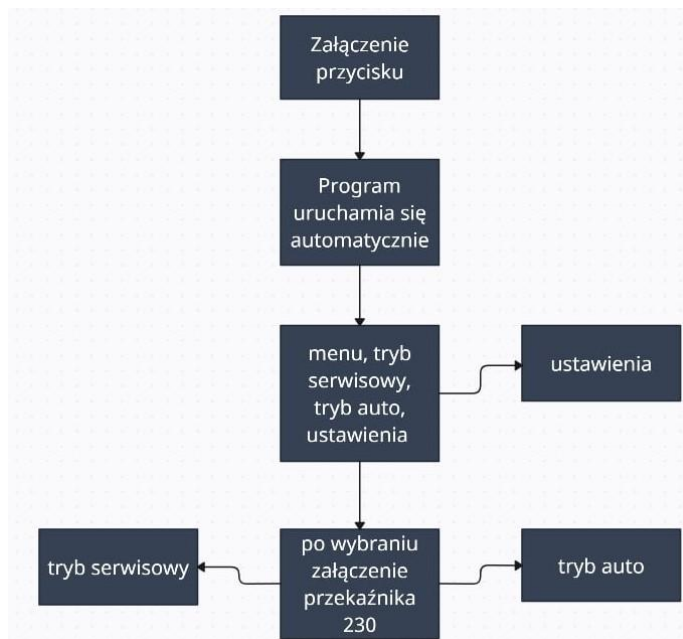 Załączenie
przycisku
Program
uruchamia się
automatycznie
menu, tryb
serwisowy,
tryb auto,
ustawienia
ustawienia
tryb serwisowy
po wybraniu
załączenie
przekaźnika
230
tryb auto